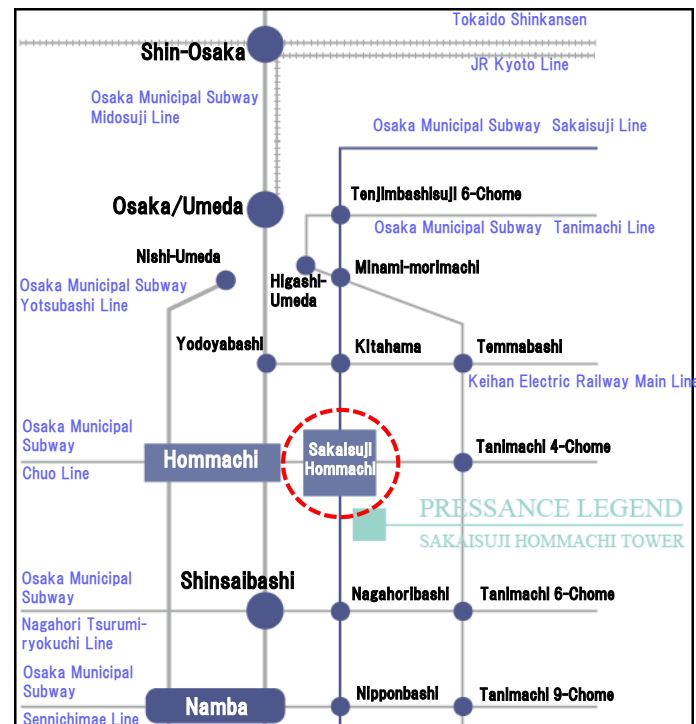 Tokaido Shinkansen
Shin-Osaka
JR Kyoto Line
Osaka Municipal Subway
Midosuji Line
Osaka Municipal Subway Sakaisuji Line
Tenjimbashisuji 6-Chome
Osaka/Umeda
Osaka Municipal Subway Tanimachi Line
Nishi-Umeda
Minami-morimachi
Higashi-
Umeda
Osaka Municipal Subway
Yotsubashi Line
Yodoyabashi
Kitahama
Temmabashi
Keihan Electric Railway Main Line
Osaka Municipal
Subway
Chuo Line
Hommachi
Sakaisuji
Hommachi
Tanimachi 4-Chome
PRESSANCE LEGEND
SAKAISUJI HOMMACHI TOWER
Osaka Municipal
Subway
Nagahori Tsurumi-
ryokuchi Line
Shinsaibashi
Nagahoribashi
Tanimachi 6-Chome
Osaka Municipal
Subway
Sennichimae Line
Namba
Nipponbashi
Tanimachi 9-Chome